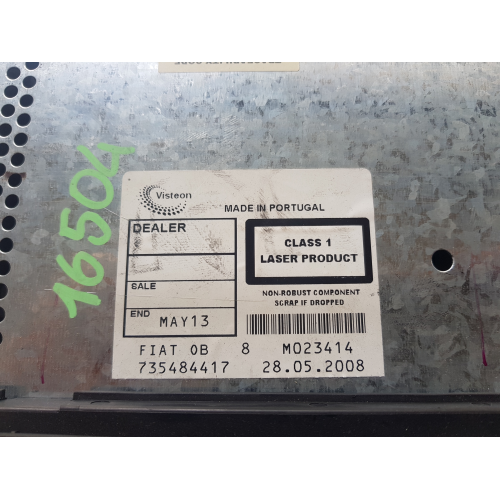 16504
Visteon
MADE IN PORTUGAL
DEALER
CLASS 1
LASER PRODUCT
SALE
NON-ROBUST COMPONENT
SCRAP IF DROPPED
END MAY13
FIAT OB 8 M023414
735484417 28.05.2008